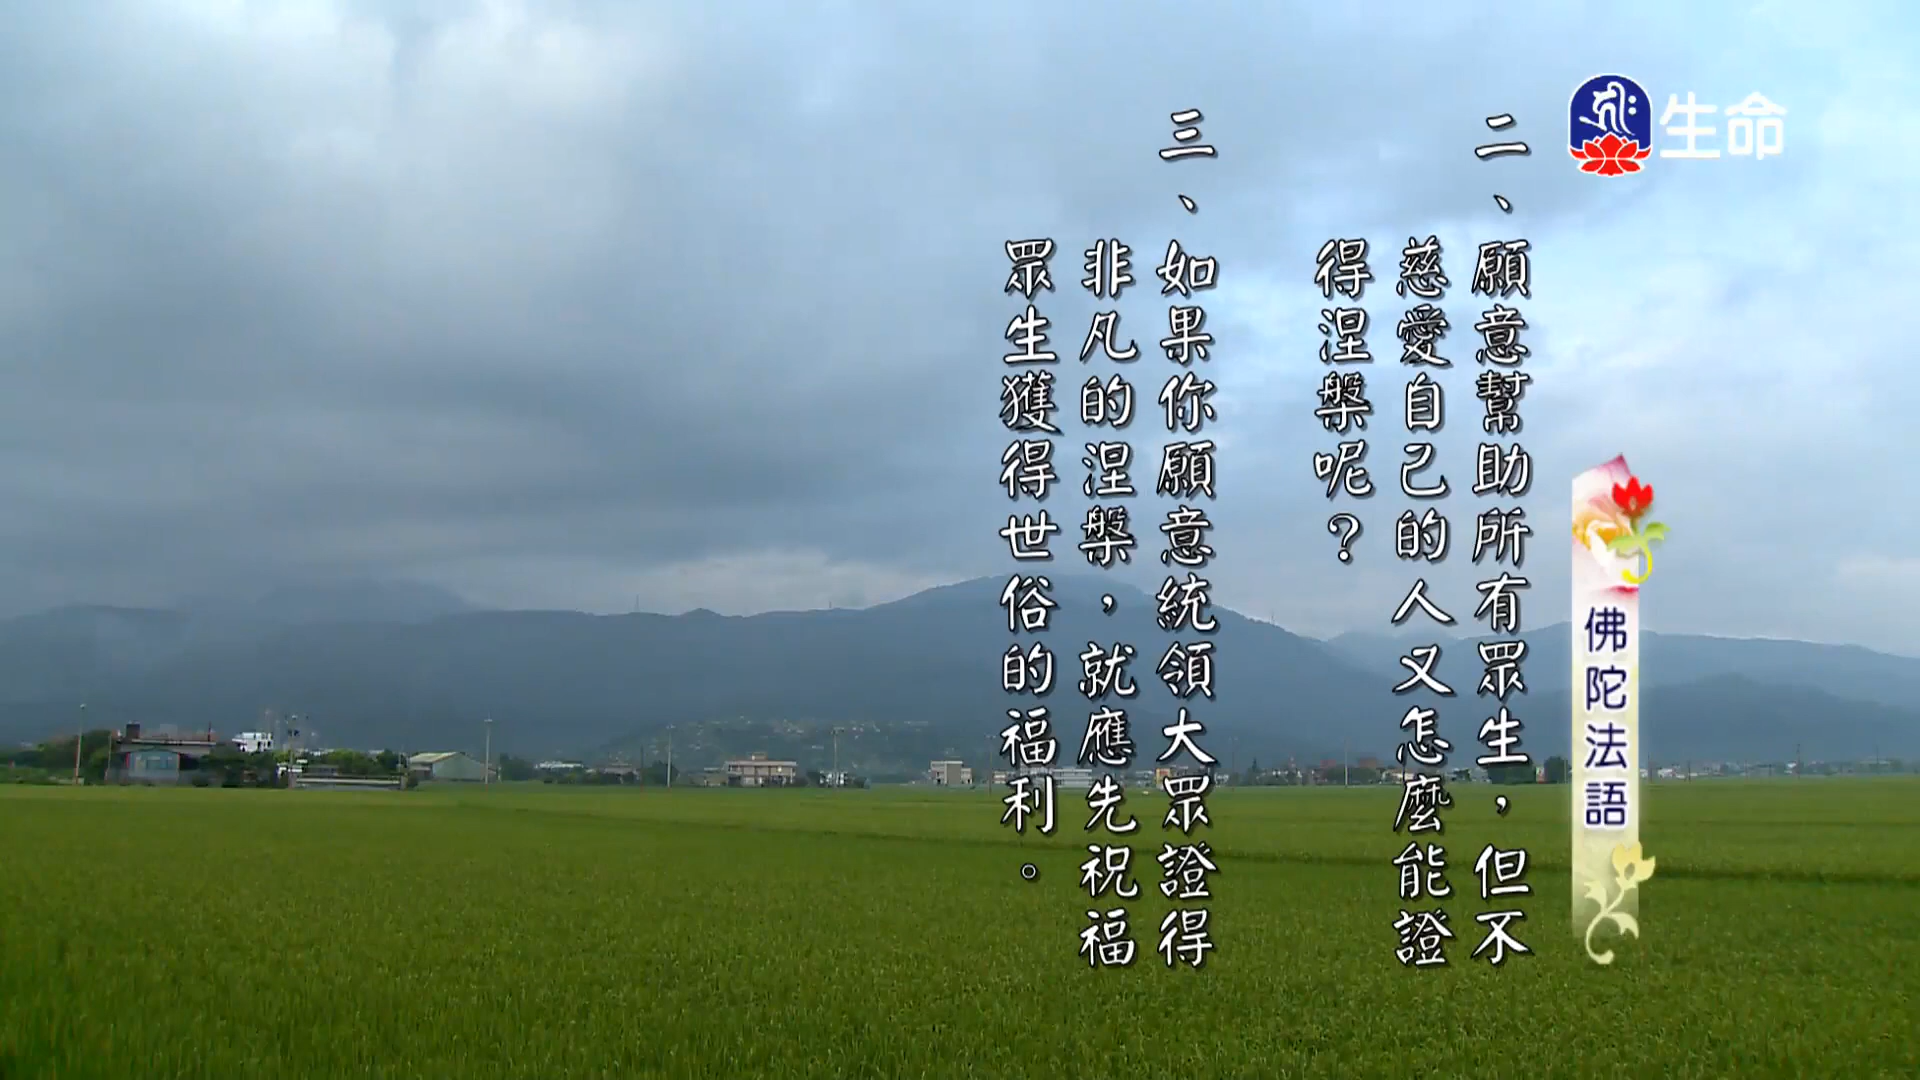 生命
佛陀法語
二、願意幫助所有眾生，但不
慈愛自己的人又怎麼能證
得涅槃呢？
三、如果你願意統領大眾證得
非凡的涅槃，就應先祝福
眾生獲得世俗的福利。